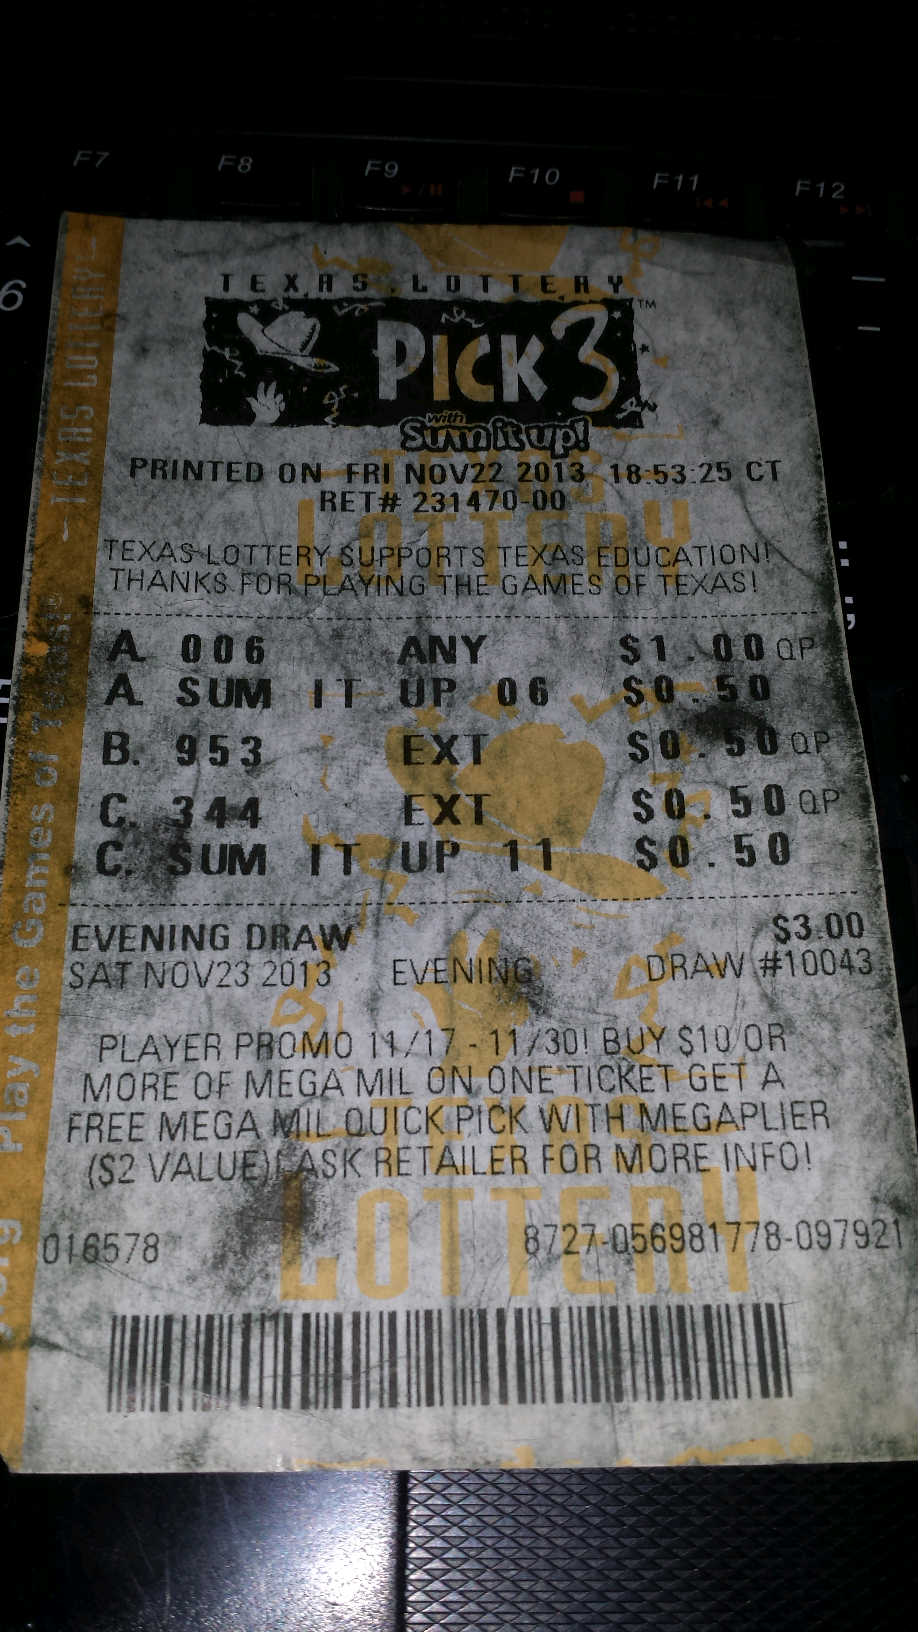 F7 F8 F9 F10 F11 F12
6
TEXAS LOTTERY
PICK 3™
with
Sum it up!
PRINTED ON FRI NOV22 2013 18:53:25 CT
RET# 231470-00
TEXAS LOTTERY SUPPORTS TEXAS EDUCATION!
THANKS FOR PLAYING THE GAMES OF TEXAS!
A. 006 ANY $1.00 QP
A. SUM IT UP 06 $0.50
B. 953 EXT $0.50 QP
C. 344 EXT $0.50 QP
C. SUM IT UP 11 $0.50
EVENING DRAW $3.00
SAT NOV23 2013 EVENING DRAW #10043
PLAYER PROMO 11/17 - 11/30! BUY $10 OR
MORE OF MEGA MIL ON ONE TICKET GET A
FREE MEGA MIL QUICK PICK WITH MEGAPLIER
($2 VALUE)! ASK RETAILER FOR MORE INFO!
016578 8727-056981778-097921
TEXAS LOTTERY
TEXAS LOTTERY
Play the Games of Texas!® – TEXAS LOTTERY –